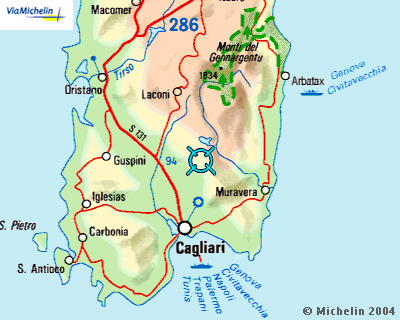 ViaMichelin
Macomer
286
Monti del
Gennargentu
1834
Tirso
Oristano
Laconi
Arbatax
Genova
Civitavecchia
S 131
94
Guspini
Muravera
Iglesias
S. Pietro
Carbonia
Cagliari
S. Antioco
Genova
Civitavecchia
Napoli
Palermo
Trapani
Tunis
© Michelin 2004